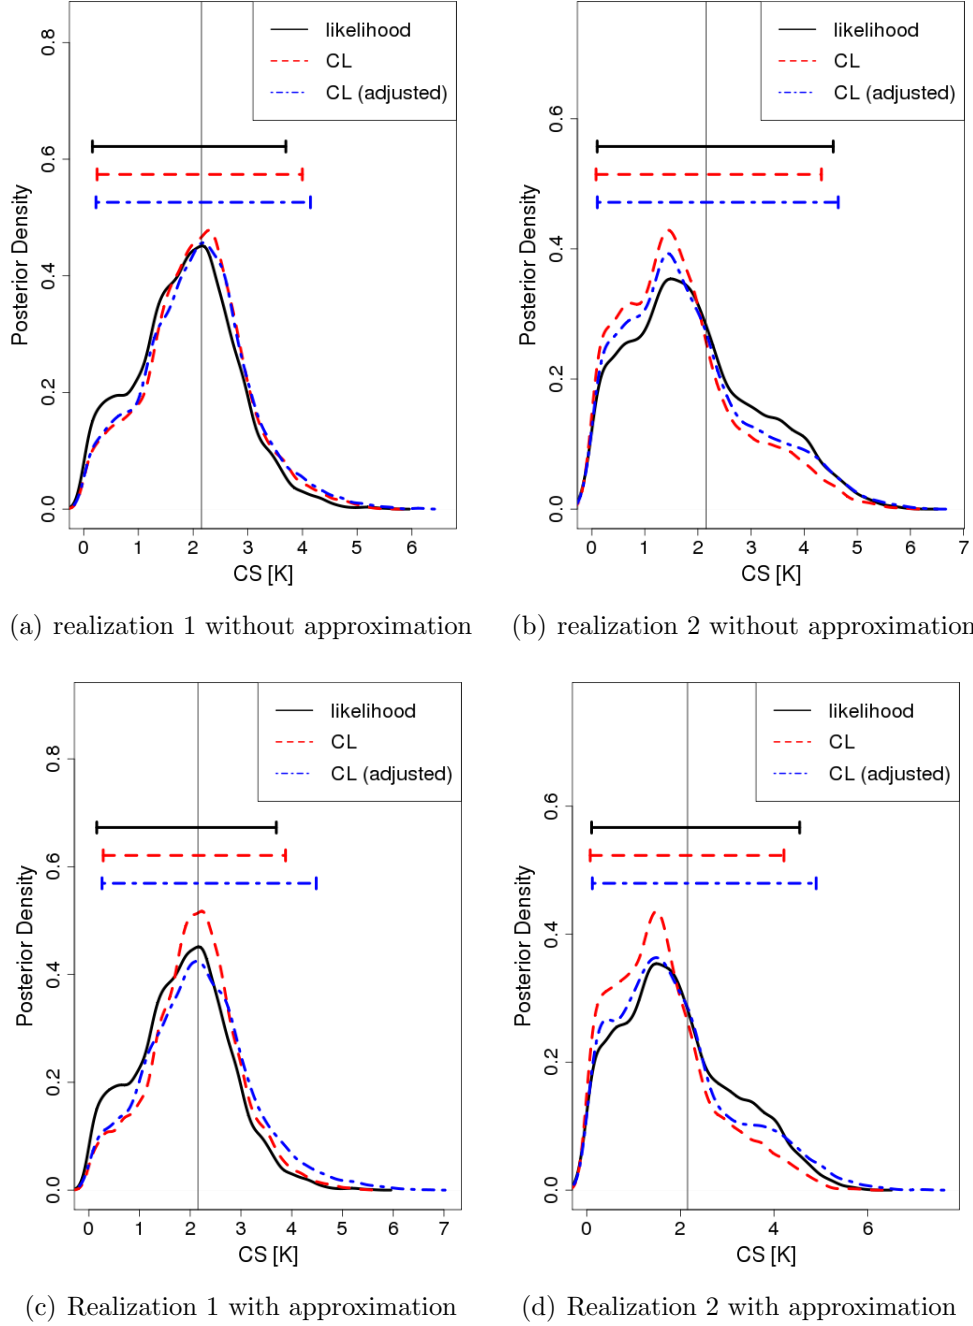 likelihood
CL
CL (adjusted)
Posterior Density
0.0 0.2 0.4 0.6 0.8
0 1 2 3 4 5 6
CS [K]
(a) realization 1 without approximation
likelihood
CL
CL (adjusted)
Posterior Density
0.0 0.2 0.4 0.6
0 1 2 3 4 5 6 7
CS [K]
(b) realization 2 without approximation
likelihood
CL
CL (adjusted)
Posterior Density
0.0 0.2 0.4 0.6 0.8
0 1 2 3 4 5 6 7
CS [K]
(c) Realization 1 with approximation
likelihood
CL
CL (adjusted)
Posterior Density
0.0 0.2 0.4 0.6
0 2 4 6
CS [K]
(d) Realization 2 with approximation